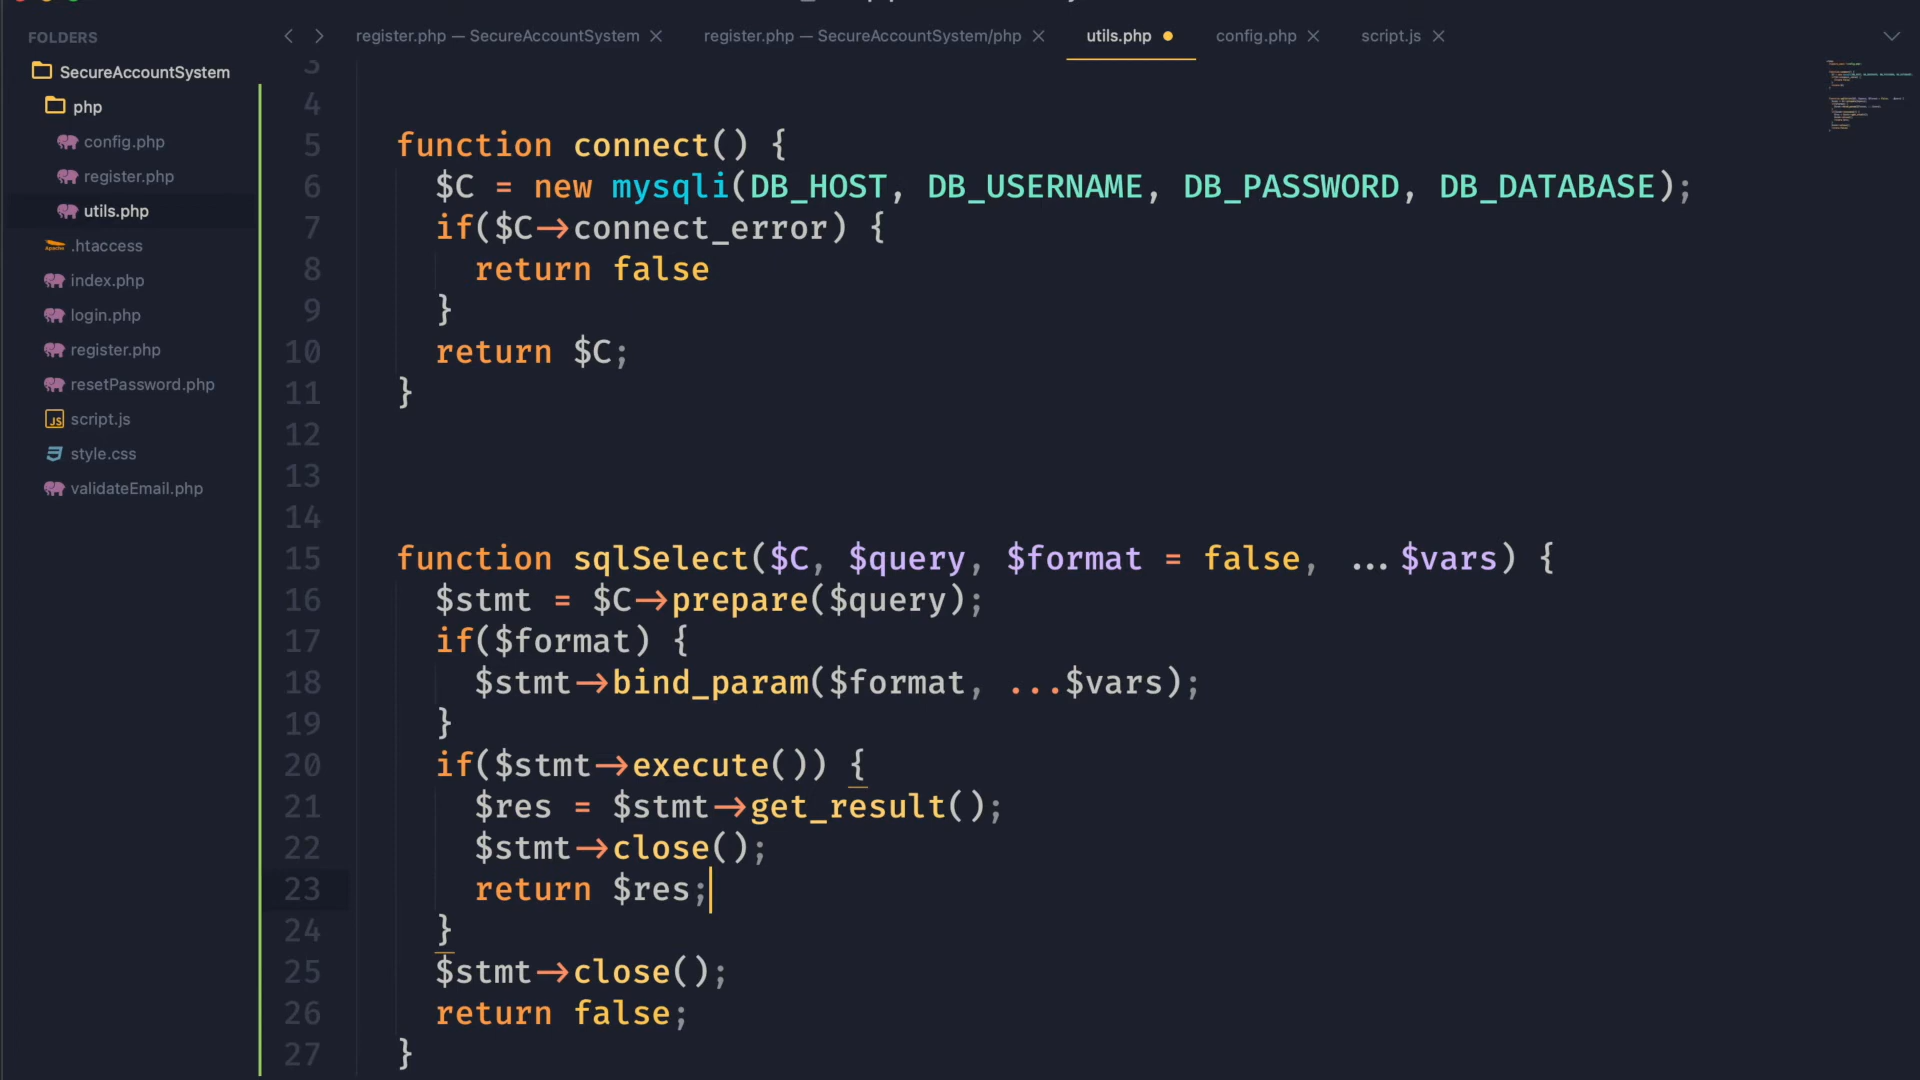 FOLDERS
SecureAccountSystem
php
config.php
register.php
utils.php
.htaccess
index.php
login.php
register.php
resetPassword.php
script.js
style.css
validateEmail.php
register.php — SecureAccountSystem
register.php — SecureAccountSystem/php
utils.php
config.php
script.js
3
4
5 function connect() {
6 $C = new mysqli(DB_HOST, DB_USERNAME, DB_PASSWORD, DB_DATABASE);
7 if($C->connect_error) {
8 return false
9 }
10 return $C;
11 }
12
13
14
15 function sqlSelect($C, $query, $format = false, ...$vars) {
16 $stmt = $C->prepare($query);
17 if($format) {
18 $stmt->bind_param($format, ...$vars);
19 }
20 if($stmt->execute()) {
21 $res = $stmt->get_result();
22 $stmt->close();
23 return $res;
24 }
25 $stmt->close();
26 return false;
27 }